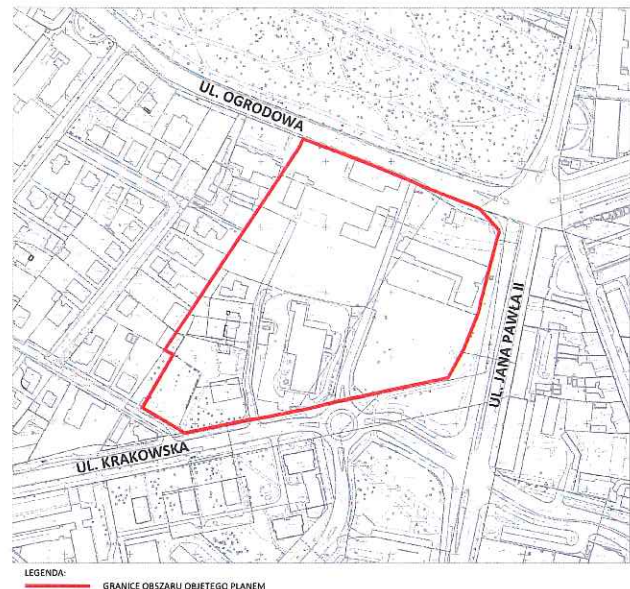 UL. OGRODOWA
UL. JANA PAWŁA II
UL. KRAKOWSKA
LEGENDA:
GRANICE OBSZARU OBJĘTEGO PLANEM